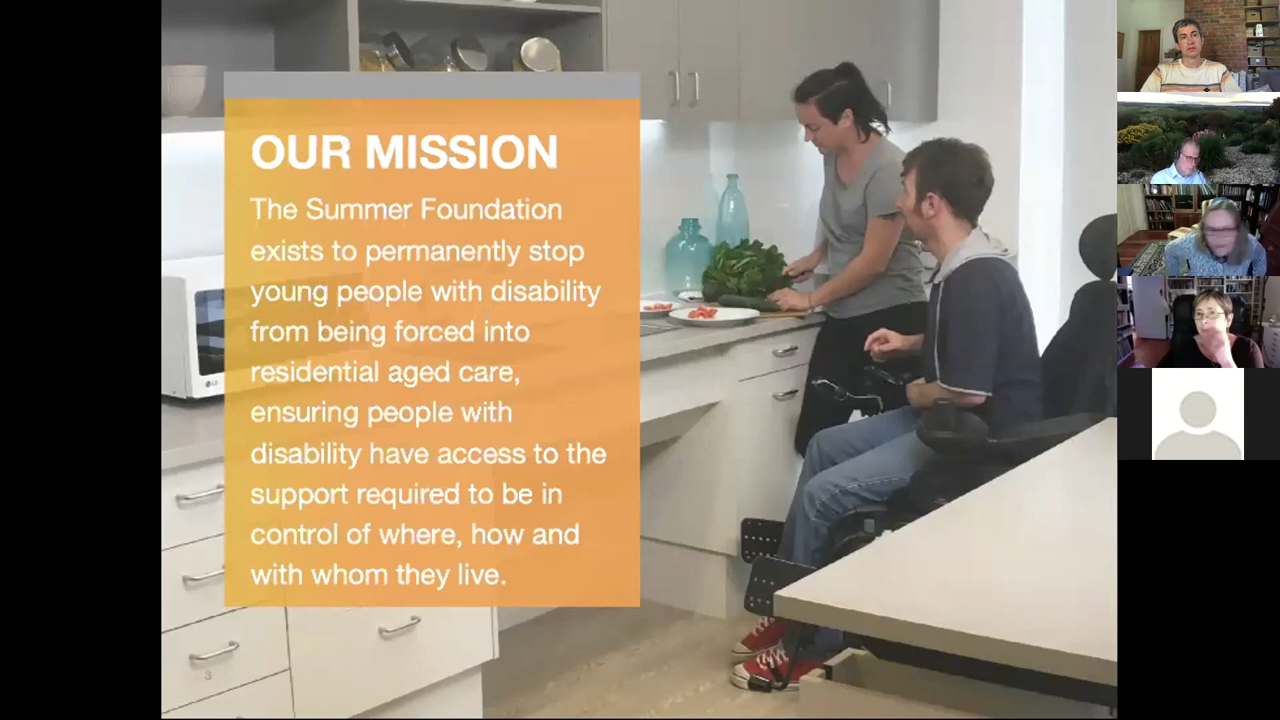 OUR MISSION
The Summer Foundation
exists to permanently stop
young people with disability
from being forced into
residential aged care,
ensuring people with
disability have access to the
support required to be in
control of where, how and
with whom they live.
LG
3